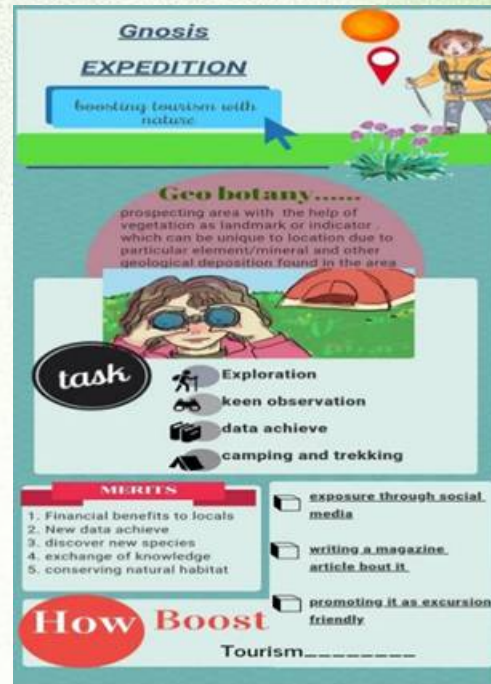 Gnosis
EXPEDITION
boosting tourism with
nature
Geo botany......
prospecting area with the help of
vegetation as landmark or indicator .
which can be unique to location due to
particular element/mineral and other
geological deposition found in the area
task
Exploration
keen observation
data achieve
camping and trekking
MERITS
1. Financial benefits to locals
2. New data achieve
3. discover new species
4. exchange of knowledge
5. conserving natural habitat
exposure through social
media
writing a magazine
article bout it
promoting it as excursion
friendly
How Boost
Tourism_________